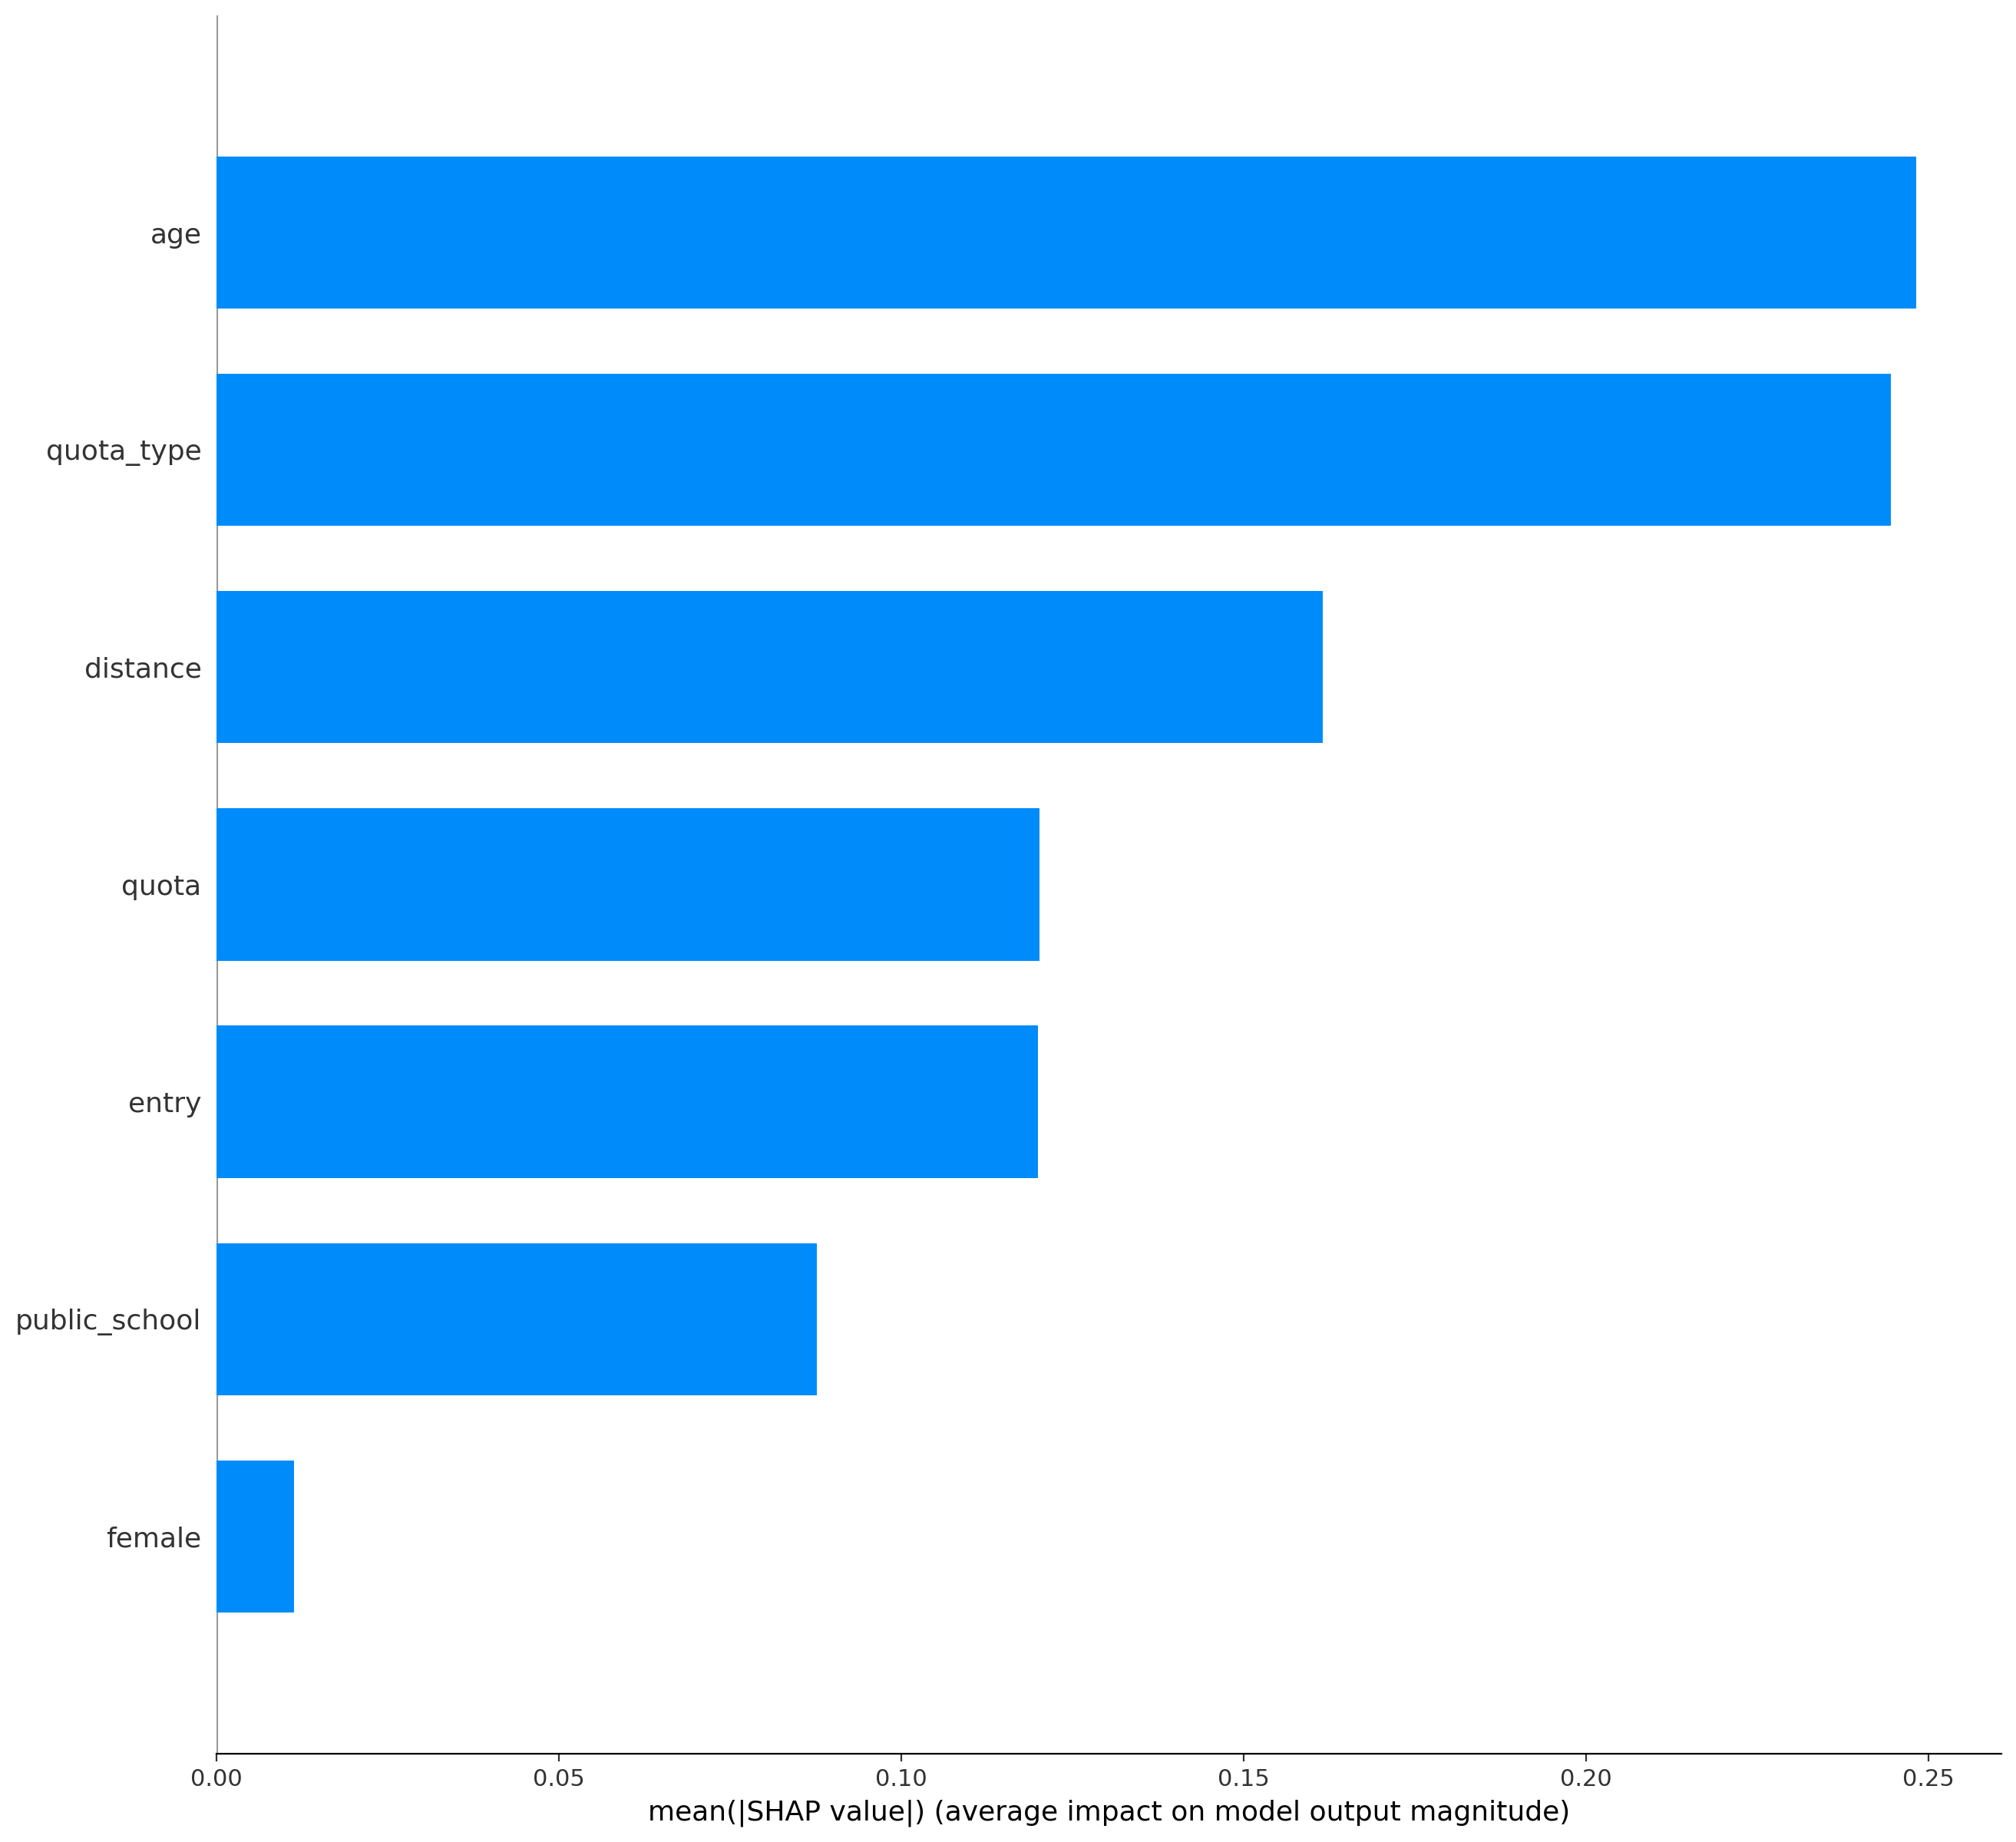 age
quota_type
distance
quota
entry
public_school
female
0.00 0.05 0.10 0.15 0.20 0.25
mean(|SHAP value|) (average impact on model output magnitude)